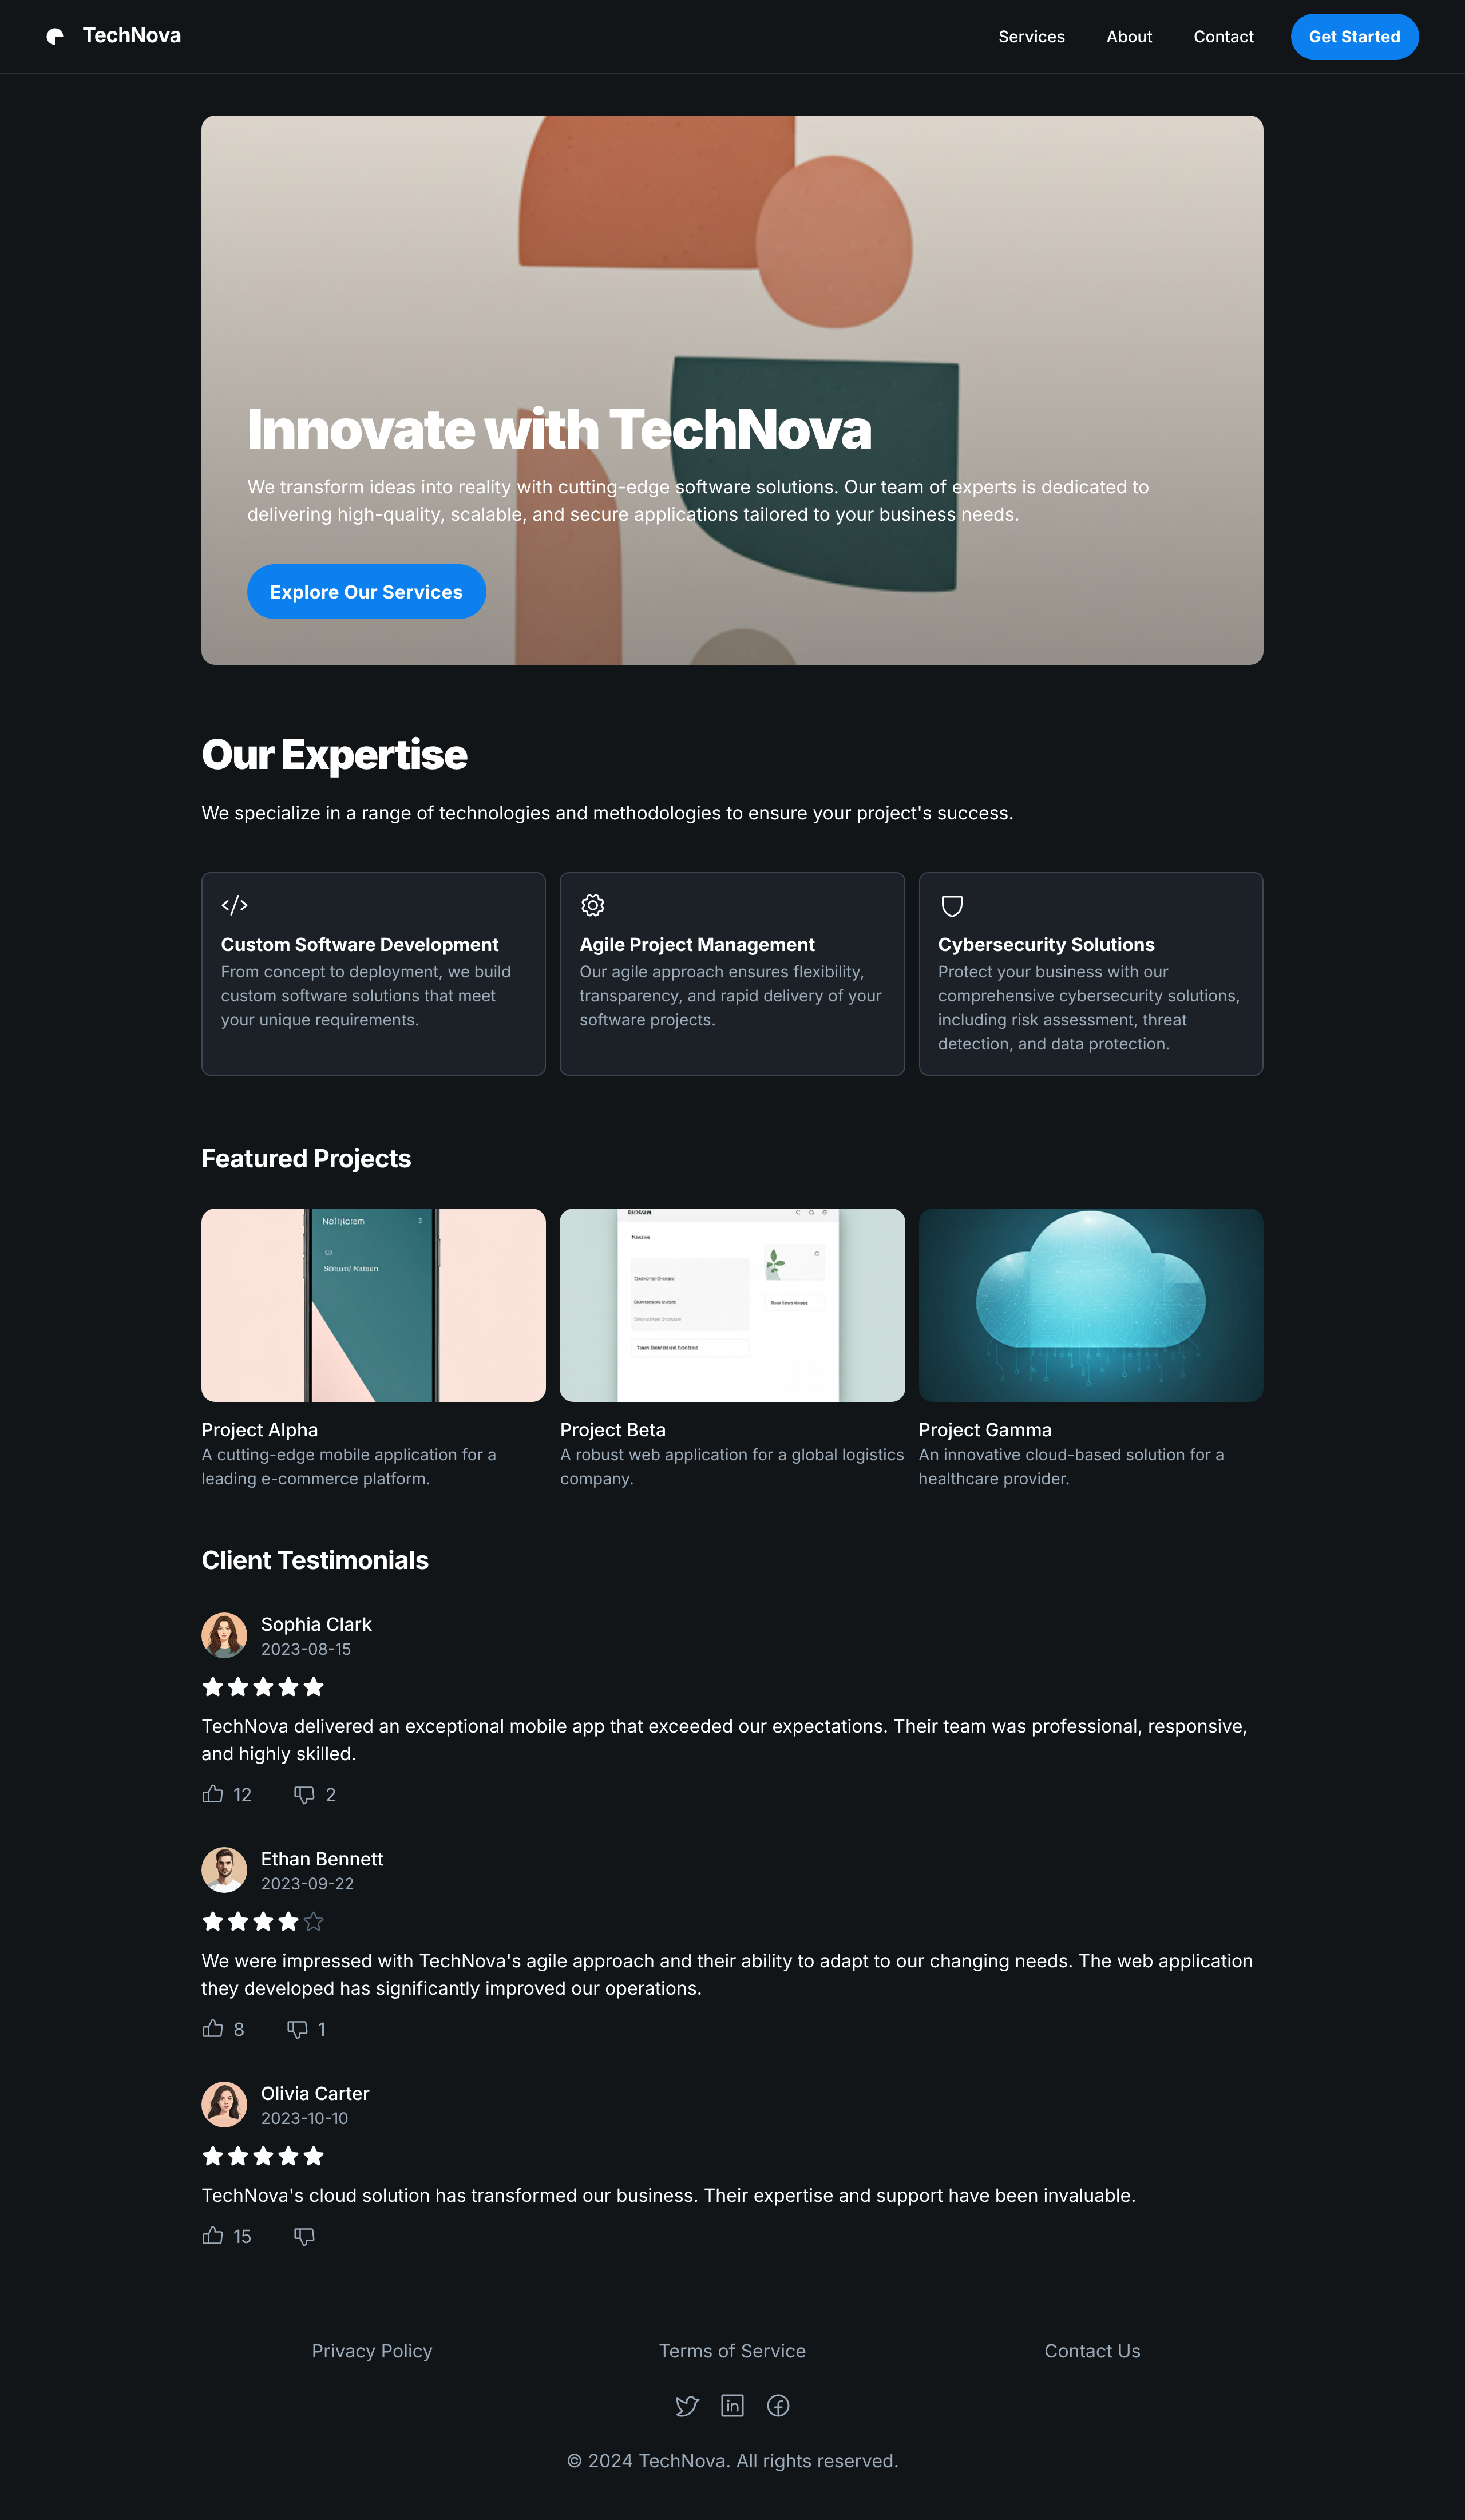 TechNova
Services
About
Contact
Get Started
Innovate with TechNova
We transform ideas into reality with cutting-edge software solutions. Our team of experts is dedicated to
delivering high-quality, scalable, and secure applications tailored to your business needs.
Explore Our Services
Our Expertise
We specialize in a range of technologies and methodologies to ensure your project's success.
Custom Software Development
From concept to deployment, we build
custom software solutions that meet
your unique requirements.
Agile Project Management
Our agile approach ensures flexibility,
transparency, and rapid delivery of your
software projects.
Cybersecurity Solutions
Protect your business with our
comprehensive cybersecurity solutions,
including risk assessment, threat
detection, and data protection.
Featured Projects
Project Alpha
A cutting-edge mobile application for a
leading e-commerce platform.
Project Beta
A robust web application for a global logistics
company.
Project Gamma
An innovative cloud-based solution for a
healthcare provider.
Client Testimonials
Sophia Clark
2023-08-15
TechNova delivered an exceptional mobile app that exceeded our expectations. Their team was professional, responsive,
and highly skilled.
12
2
Ethan Bennett
2023-09-22
We were impressed with TechNova's agile approach and their ability to adapt to our changing needs. The web application
they developed has significantly improved our operations.
8
1
Olivia Carter
2023-10-10
TechNova's cloud solution has transformed our business. Their expertise and support have been invaluable.
15
Privacy Policy
Terms of Service
Contact Us
in
© 2024 TechNova. All rights reserved.